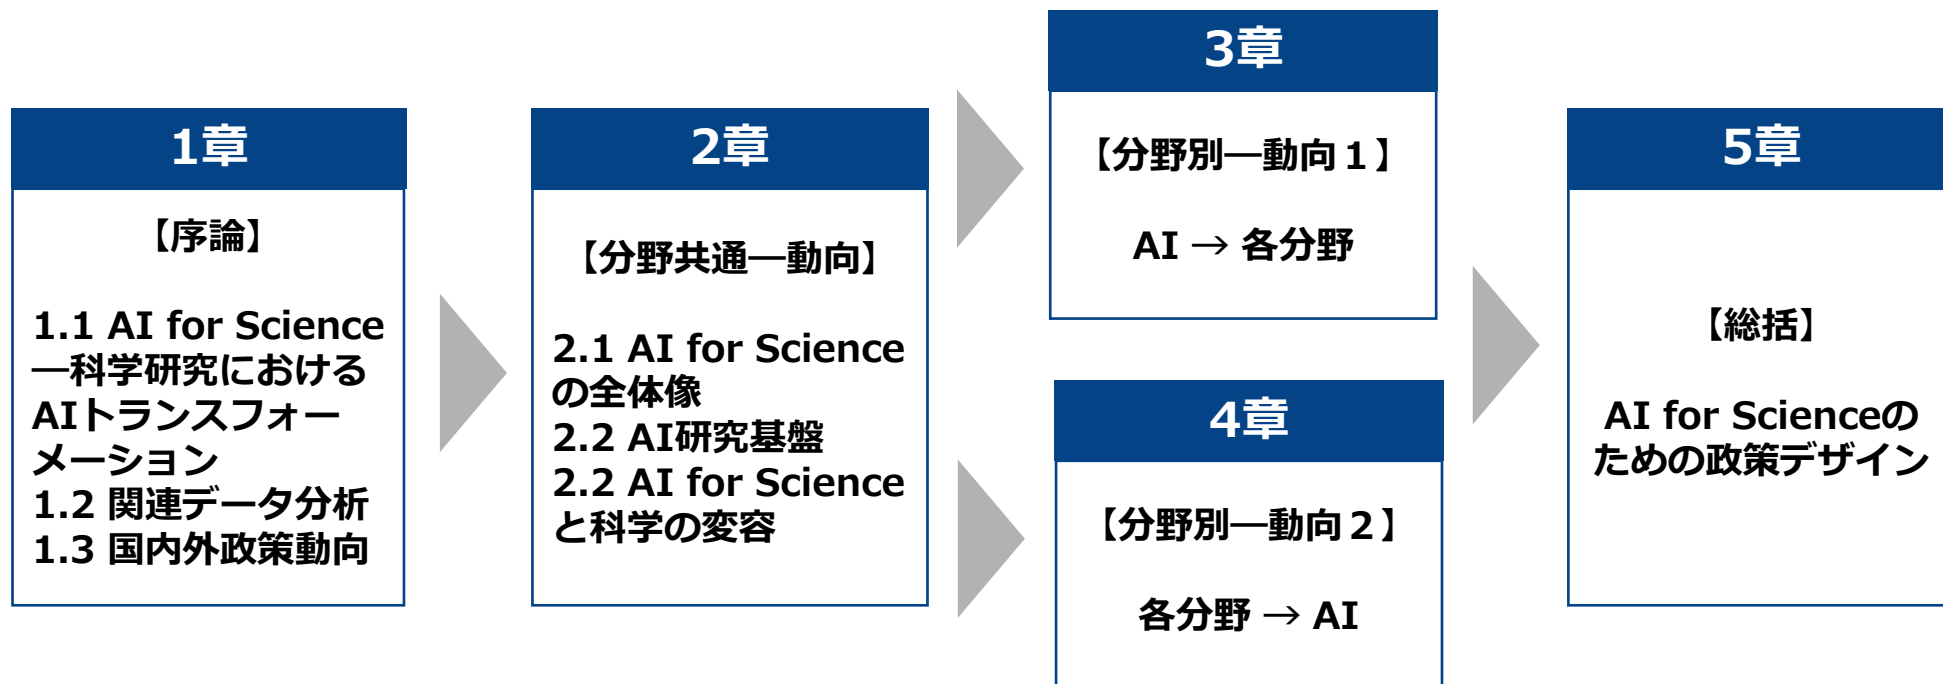 1章
【序論】
1.1 AI for Science
―科学研究における
AIトランスフォー
メーション
1.2 関連データ分析
1.3 国内外政策動向
2章
【分野共通―動向】
2.1 AI for Science
の全体像
2.2 AI研究基盤
2.2 AI for Science
と科学の変容
3章
【分野別―動向１】
AI → 各分野
4章
【分野別―動向２】
各分野 → AI
5章
【総括】
AI for Scienceの
ための政策デザイン